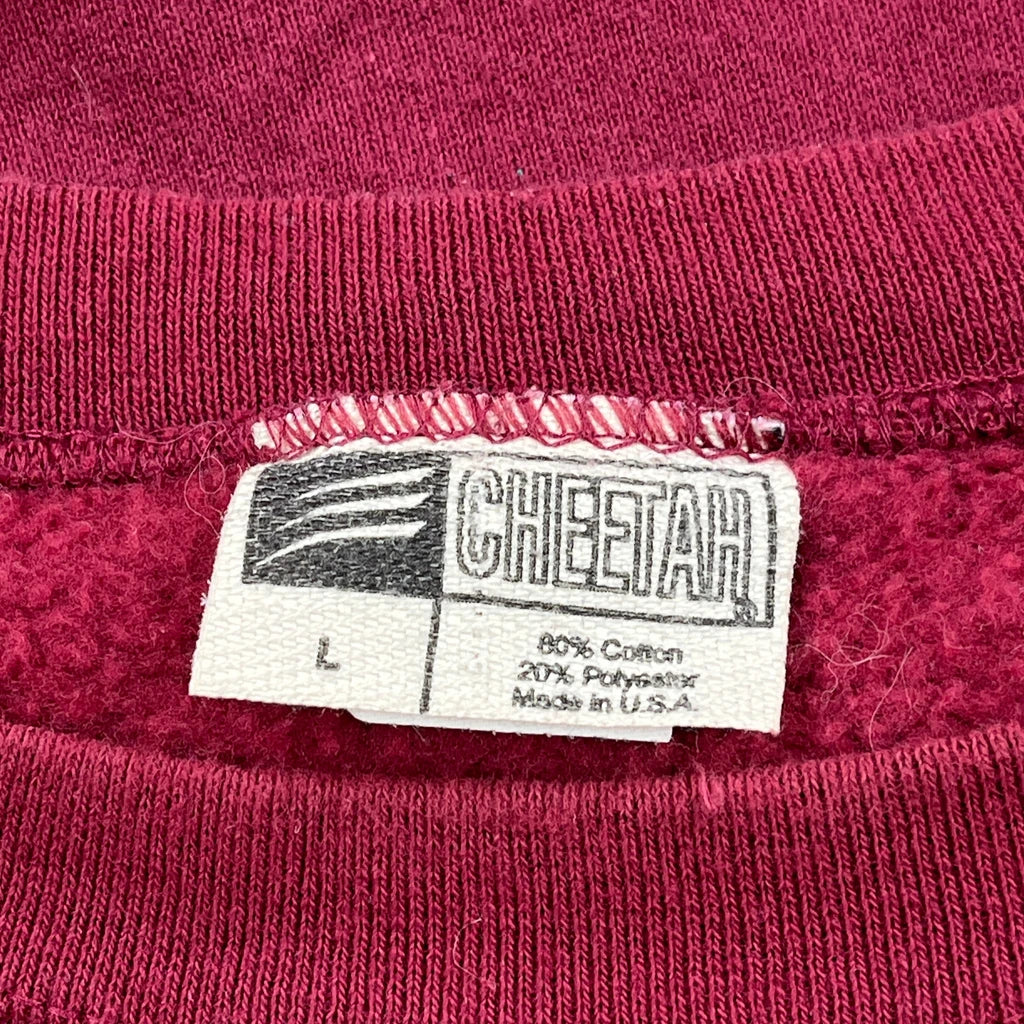 CHEETAH®
L
80% Cotton
20% Polyester
Made in U.S.A.